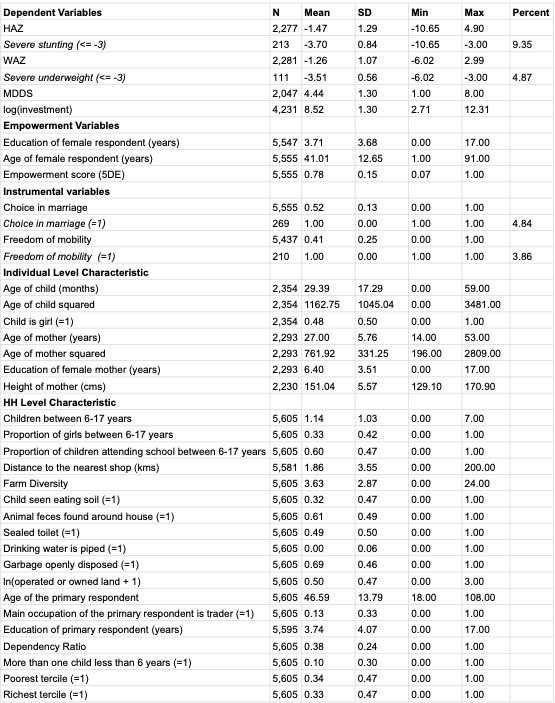 Dependent Variables N Mean SD Min Max Percent
HAZ 2,277 -1.47 1.29 -10.65 4.90
Severe stunting (<= -3) 213 -3.70 0.84 -10.65 -3.00 9.35
WAZ 2,281 -1.26 1.07 -6.02 2.99
Severe underweight (<= -3) 111 -3.51 0.56 -6.02 -3.00 4.87
MDDS 2,047 4.44 1.30 1.00 8.00
log(investment) 4,231 8.52 1.30 2.71 12.31
Empowerment Variables
Education of female respondent (years) 5,547 3.71 3.68 0.00 17.00
Age of female respondent (years) 5,555 41.01 12.65 1.00 91.00
Empowerment score (5DE) 5,555 0.78 0.15 0.07 1.00
Instrumental variables
Choice in marriage 5,555 0.52 0.13 0.00 1.00
Choice in marriage (=1) 269 1.00 0.00 1.00 1.00 4.84
Freedom of mobility 5,437 0.41 0.25 0.00 1.00
Freedom of mobility (=1) 210 1.00 0.00 1.00 1.00 3.86
Individual Level Characteristic
Age of child (months) 2,354 29.39 17.29 0.00 59.00
Age of child squared 2,354 1162.75 1045.04 0.00 3481.00
Child is girl (=1) 2,354 0.48 0.50 0.00 1.00
Age of mother (years) 2,293 27.00 5.76 14.00 53.00
Age of mother squared 2,293 761.92 331.25 196.00 2809.00
Education of female mother (years) 2,293 6.40 3.51 0.00 17.00
Height of mother (cms) 2,230 151.04 5.57 129.10 170.90
HH Level Characteristic
Children between 6-17 years 5,605 1.14 1.03 0.00 7.00
Proportion of girls between 6-17 years 5,605 0.33 0.42 0.00 1.00
Proportion of children attending school between 6-17 years 5,605 0.60 0.47 0.00 1.00
Distance to the nearest shop (kms) 5,581 1.86 3.55 0.00 200.00
Farm Diversity 5,605 3.63 2.87 0.00 24.00
Child seen eating soil (=1) 5,605 0.32 0.47 0.00 1.00
Animal feces found around house (=1) 5,605 0.61 0.49 0.00 1.00
Sealed toilet (=1) 5,605 0.49 0.50 0.00 1.00
Drinking water is piped (=1) 5,605 0.00 0.06 0.00 1.00
Garbage openly disposed (=1) 5,605 0.69 0.46 0.00 1.00
ln(operated or owned land + 1) 5,605 0.50 0.47 0.00 3.00
Age of the primary respondent 5,605 46.59 13.79 18.00 108.00
Main occupation of the primary respondent is trader (=1) 5,605 0.13 0.33 0.00 1.00
Education of primary respondent (years) 5,595 3.74 4.07 0.00 17.00
Dependency Ratio 5,605 0.38 0.24 0.00 1.00
More than one child less than 6 years (=1) 5,605 0.10 0.30 0.00 1.00
Poorest tercile (=1) 5,605 0.34 0.47 0.00 1.00
Richest tercile (=1) 5,605 0.33 0.47 0.00 1.00